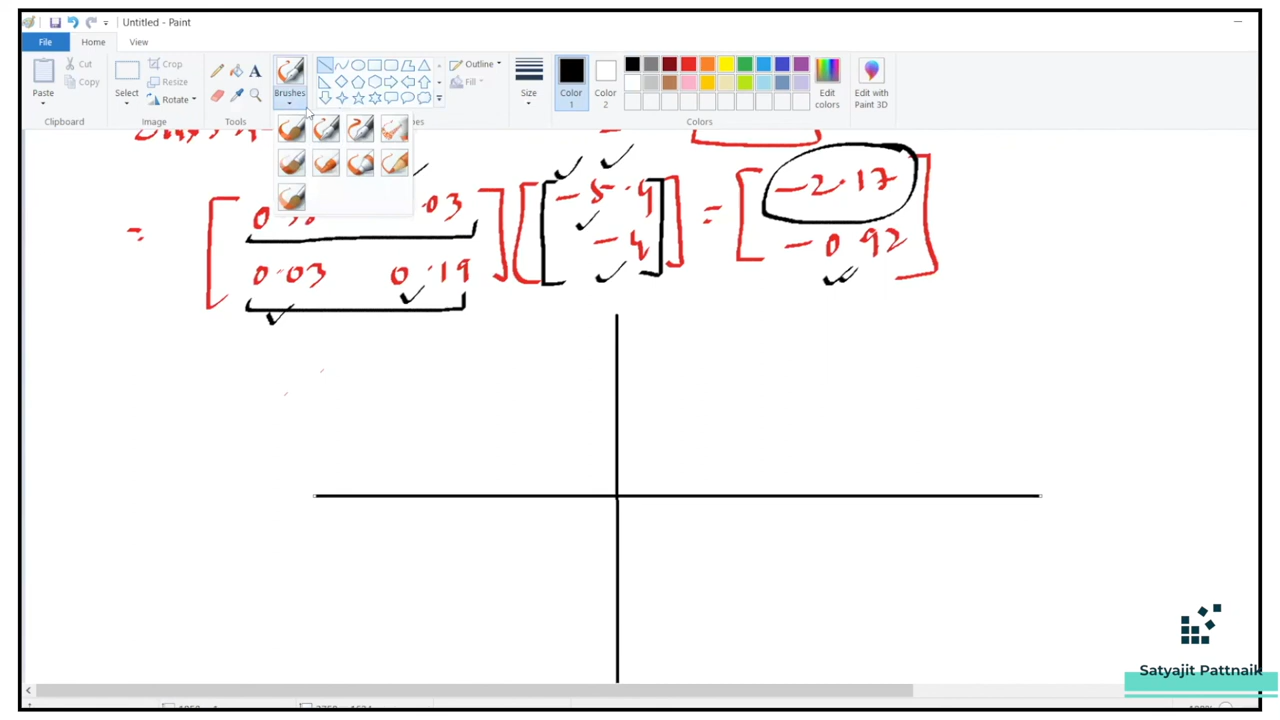 Untitled - Paint
File Home View
Cut Crop Outline
Copy Resize Fill
Paste Select Rotate Brushes Size Color 1 Color 2 Edit colors Edit with Paint 3D
Clipboard Image Tools Colors
-5.9 -2.17
= .03 =
-4 -0.92
0.03 0.19
Satyajit Pattnaik